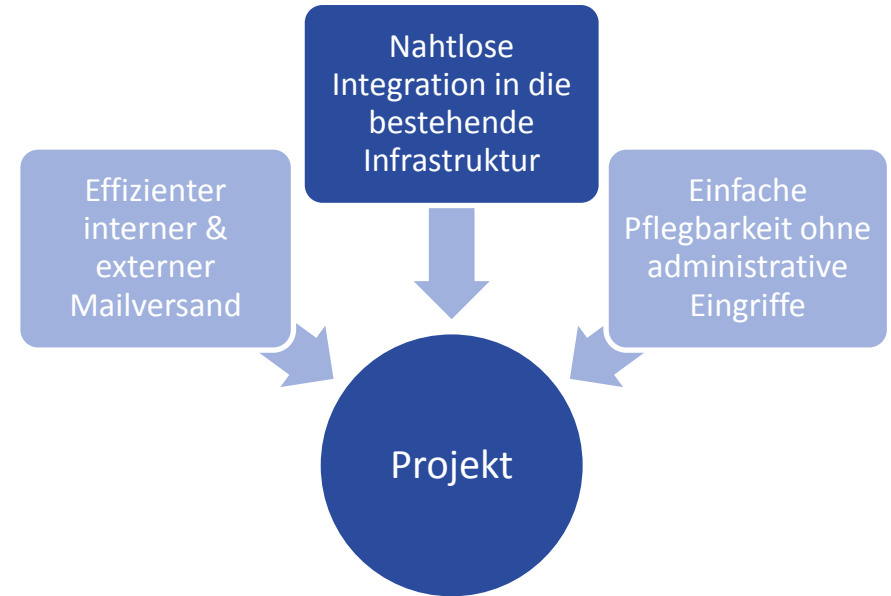 Nahtlose
Integration in die
bestehende
Infrastruktur
Effizienter
interner &
externer
Mailversand
Einfache
Pflegbarkeit ohne
administrative
Eingriffe
Projekt